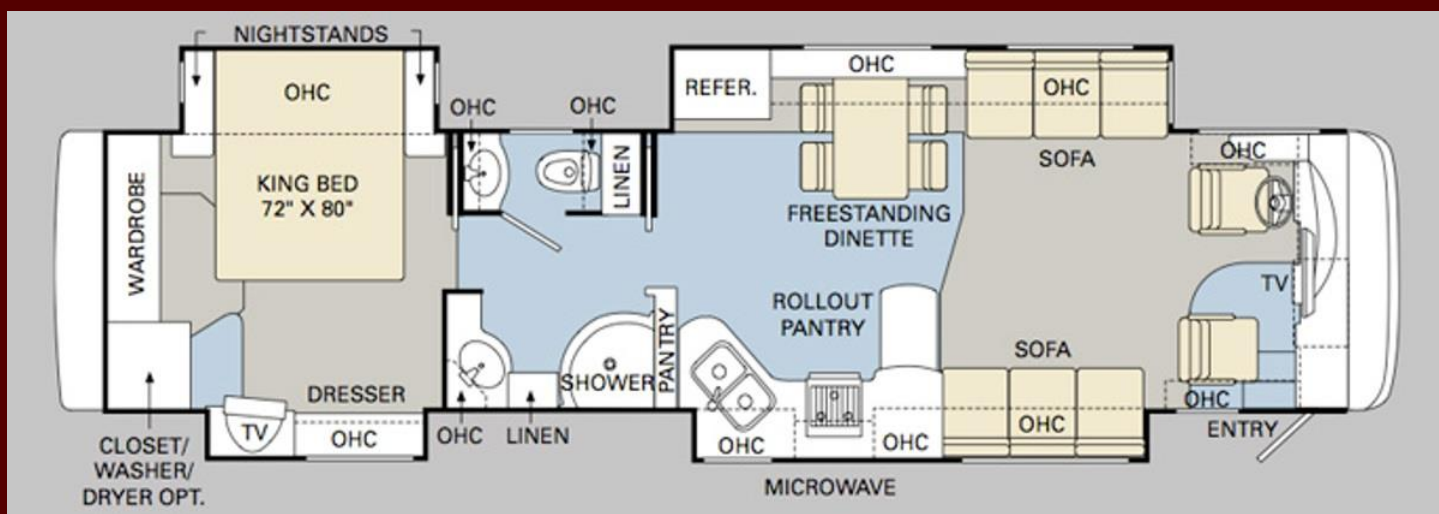 NIGHTSTANDS
OHC
KING BED
72" X 80"
WARDROBE
CLOSET/
WASHER/
DRYER OPT.
TV
DRESSER
OHC
OHC
OHC
LINEN
OHC
LINEN
SHOWER
PANTRY
REFER.
OHC
FREESTANDING
DINETTE
ROLLOUT
PANTRY
OHC
OHC
MICROWAVE
OHC
SOFA
SOFA
OHC
OHC
TV
OHC
ENTRY